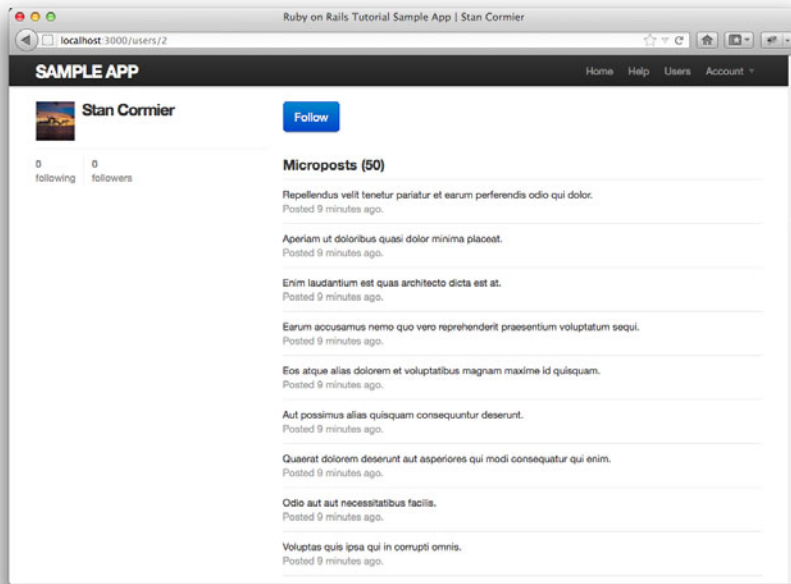 Ruby on Rails Tutorial Sample App | Stan Cormier
localhost:3000/users/2
SAMPLE APP
Home Help Users Account
Stan Cormier
0 following
0 followers
Follow
Microposts (50)
Repellendus velit tenetur pariatur et earum perferendis odio qui dolor.
Posted 9 minutes ago.
Aperiam ut doloribus quasi dolor minima placeat.
Posted 9 minutes ago.
Enim laudantium est quas architecto dicta est at.
Posted 9 minutes ago.
Earum accusamus nemo quo vero reprehenderit praesentium voluptatum sequi.
Posted 9 minutes ago.
Eos atque alias dolorem et voluptatibus magnam maxime id quisquam.
Posted 9 minutes ago.
Aut possimus alias quisquam consequuntur deserunt.
Posted 9 minutes ago.
Quaerat dolorem deserunt aut asperiores qui modi consequatur qui enim.
Posted 9 minutes ago.
Odio aut aut necessitatibus facilis.
Posted 9 minutes ago.
Voluptas quis ipsa qui in corrupti omnis.
Posted 9 minutes ago.